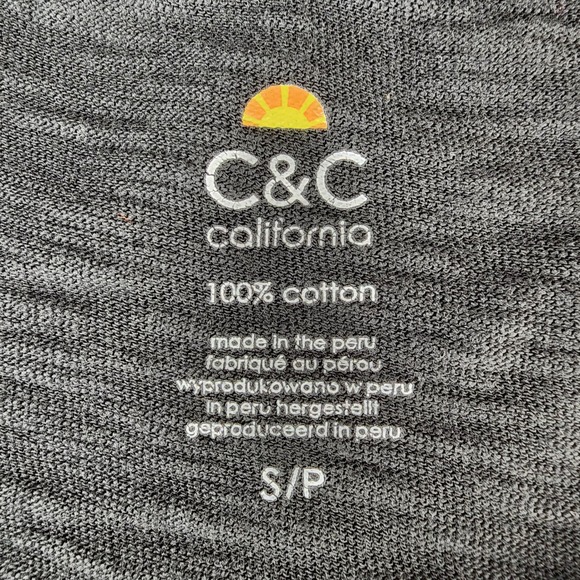 C&C
california
100% cotton
made in the peru
fabriqué au pérou
wyprodukowano w peru
in peru hergestellt
geproduceerd in peru
S/P